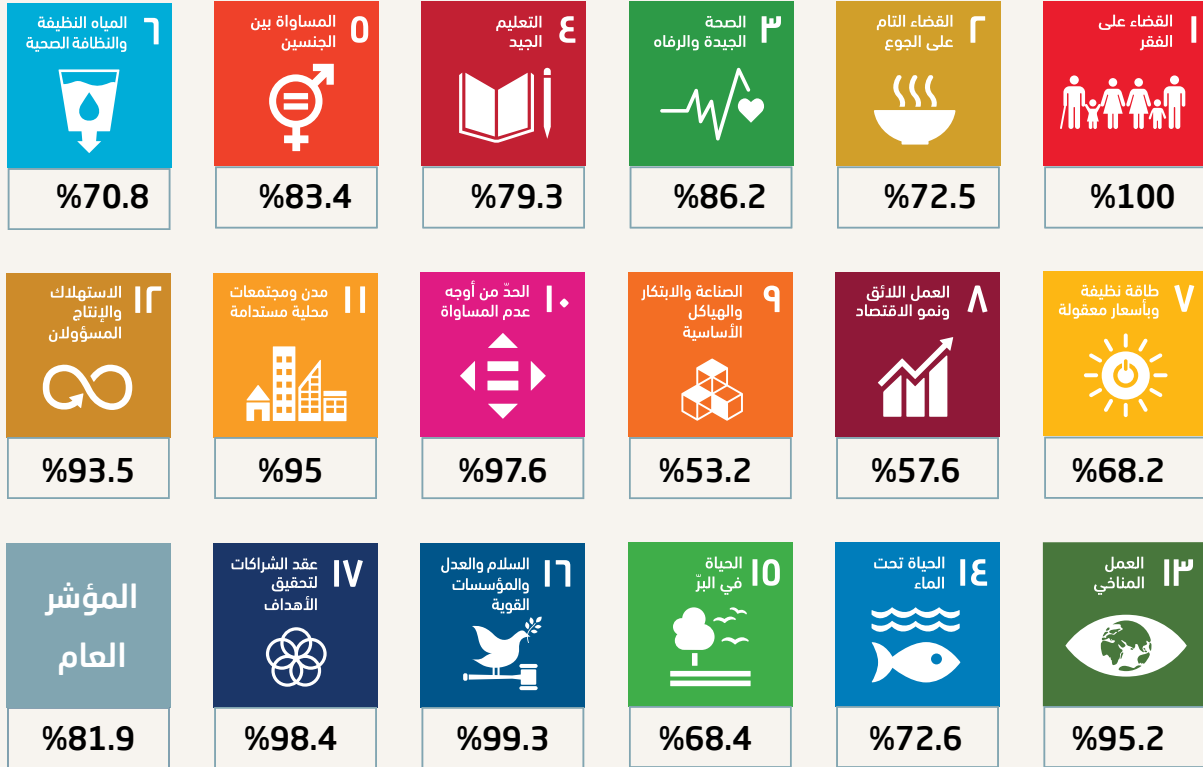 ١
القضاء على
الفقر
%100
٢
القضاء التام
على الجوع
%72.5
٣
الصحة
الجيدة والرفاه
%86.2
٤
التعليم
الجيد
%79.3
٥
المساواة بين
الجنسين
%83.4
٦
المياه النظيفة
والنظافة الصحية
%70.8
٧
طاقة نظيفة
وبأسعار معقولة
%68.2
٨
العمل اللائق
ونمو الاقتصاد
%57.6
٩
الصناعة والابتكار
والهياكل
الأساسية
%53.2
١٠
الحدّ من أوجه
عدم المساواة
%97.6
١١
مدن ومجتمعات
محلية مستدامة
%95
١٢
الاستهلاك
والإنتاج
المسؤولان
%93.5
١٣
العمل
المناخي
%95.2
١٤
الحياة تحت
الماء
%72.6
١٥
الحياة
في البرّ
%68.4
١٦
السلام والعدل
والمؤسسات
القوية
%99.3
١٧
عقد الشراكات
لتحقيق
الأهداف
%98.4
المؤشر
العام
%81.9